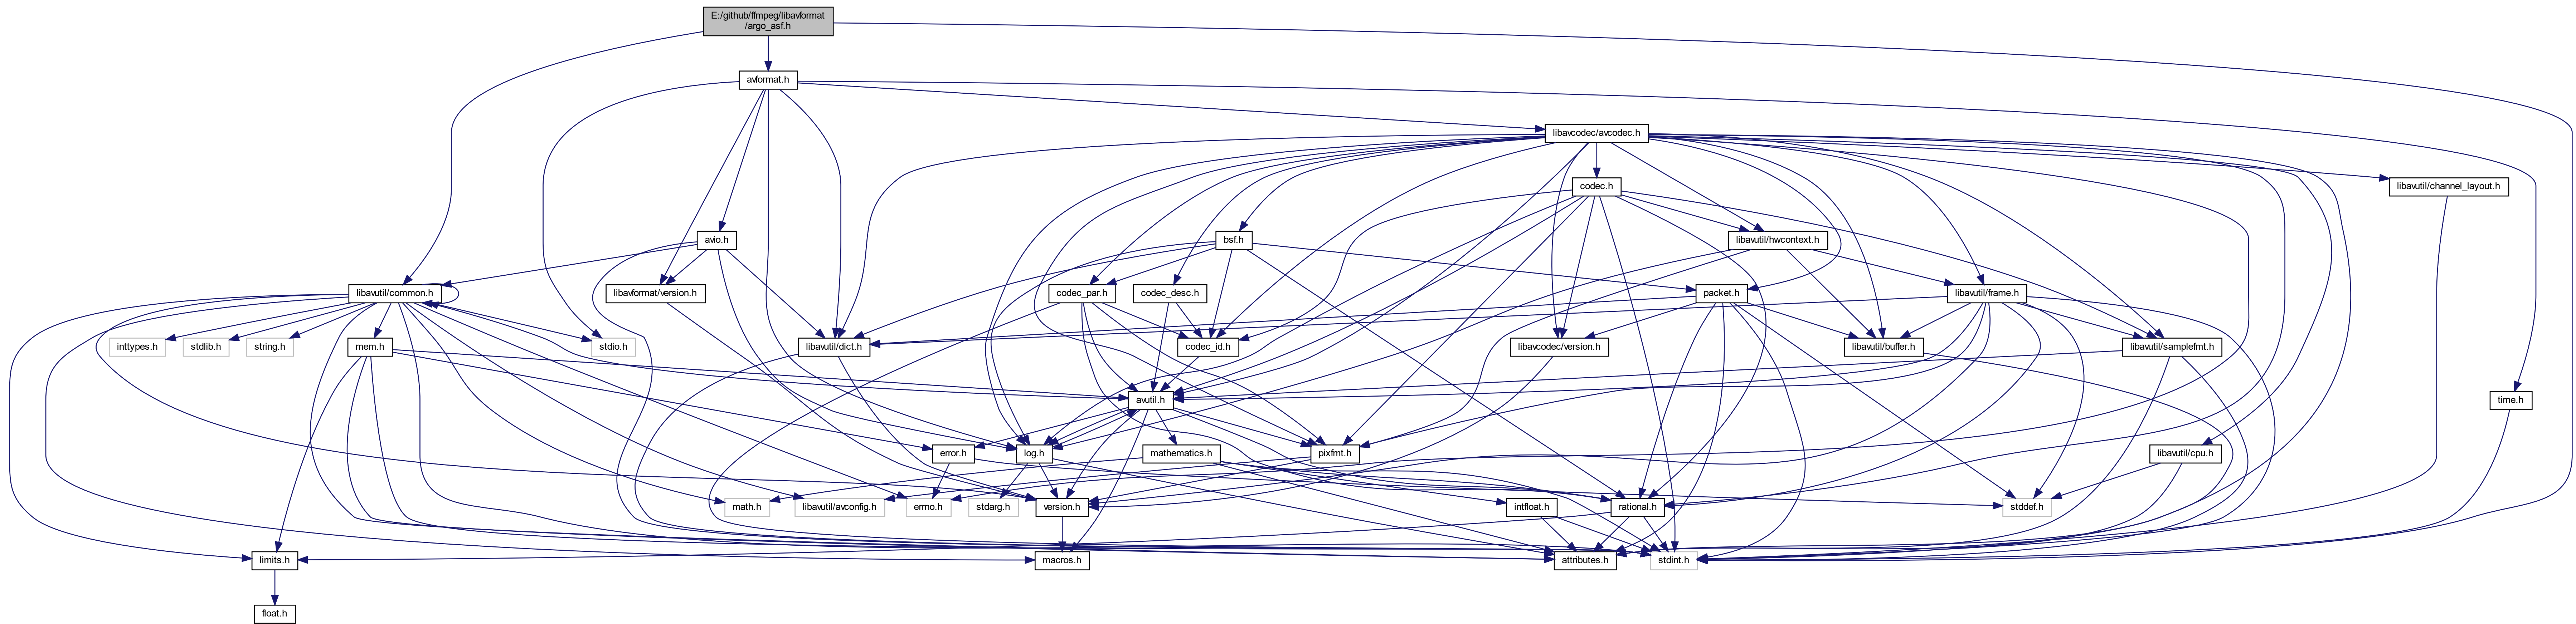 E:/github/ffmpeg/libavformat
/argo_asf.h
avformat.h
libavcodec/avcodec.h
codec.h
libavutil/channel_layout.h
avio.h
bsf.h
libavutil/hwcontext.h
libavutil/common.h
libavformat/version.h
codec_par.h
codec_desc.h
packet.h
libavutil/frame.h
inttypes.h
stdlib.h
string.h
mem.h
stdio.h
libavutil/dict.h
codec_id.h
libavcodec/version.h
libavutil/buffer.h
libavutil/samplefmt.h
avutil.h
time.h
error.h
log.h
mathematics.h
pixfmt.h
libavutil/cpu.h
math.h
libavutil/avconfig.h
errno.h
stdarg.h
version.h
intfloat.h
rational.h
stddef.h
limits.h
macros.h
attributes.h
stdint.h
float.h